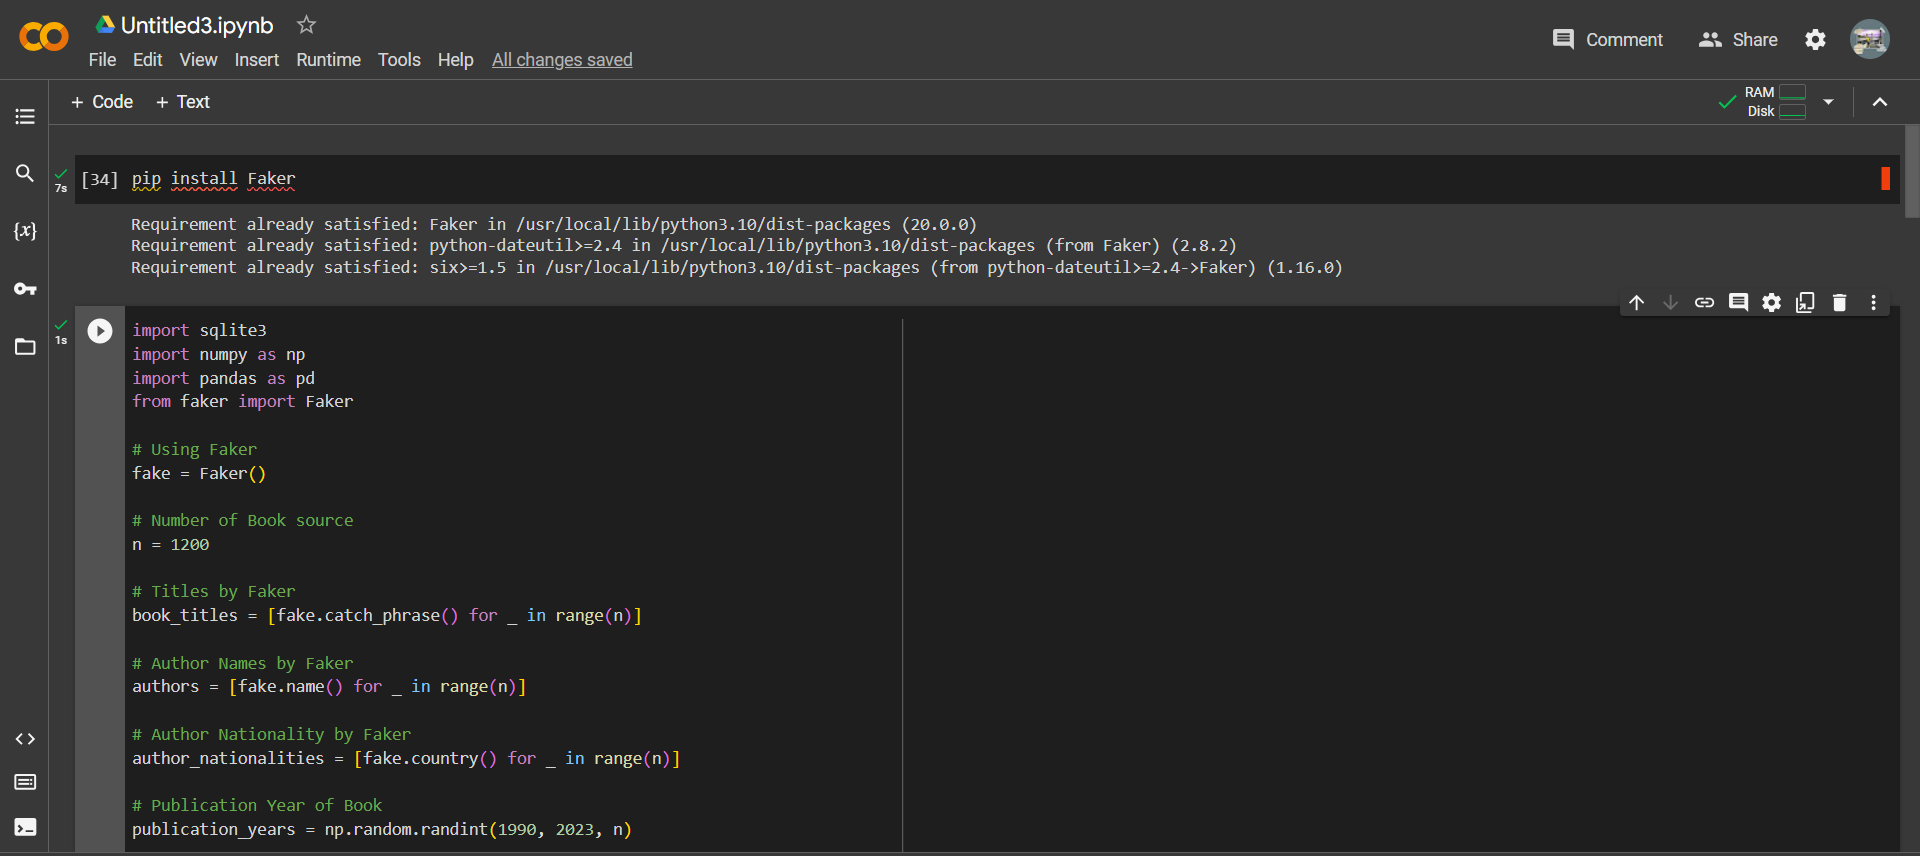 Untitled3.ipynb
File Edit View Insert Runtime Tools Help All changes saved
Comment Share
+ Code + Text
RAM
Disk
7s
[34] pip install Faker
Requirement already satisfied: Faker in /usr/local/lib/python3.10/dist-packages (20.0.0)
Requirement already satisfied: python-dateutil>=2.4 in /usr/local/lib/python3.10/dist-packages (from Faker) (2.8.2)
Requirement already satisfied: six>=1.5 in /usr/local/lib/python3.10/dist-packages (from python-dateutil>=2.4->Faker) (1.16.0)
{x}
1s
import sqlite3
import numpy as np
import pandas as pd
from faker import Faker
# Using Faker
fake = Faker()
# Number of Book source
n = 1200
# Titles by Faker
book_titles = [fake.catch_phrase() for _ in range(n)]
# Author Names by Faker
authors = [fake.name() for _ in range(n)]
# Author Nationality by Faker
author_nationalities = [fake.country() for _ in range(n)]
# Publication Year of Book
publication_years = np.random.randint(1990, 2023, n)